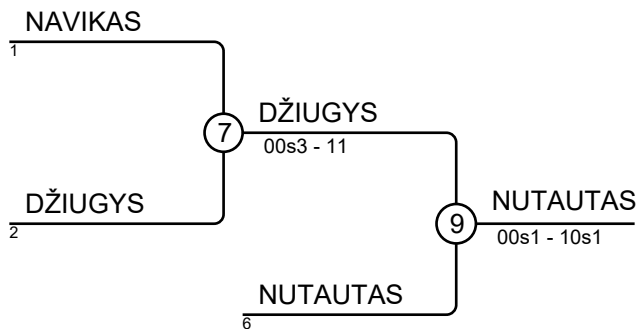 NAVIKAS
1
7
DŽIUGYS
00s3 - 11
DŽIUGYS
2
9
NUTAUTAS
00s1 - 10s1
NUTAUTAS
6